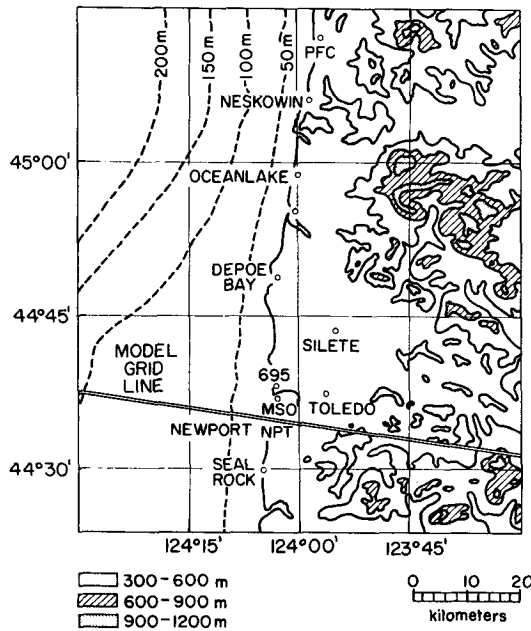 200 m
150 m
100 m
50 m
PFC
NESKOWIN
45°00'
OCEANLAKE
DEPOE
BAY
44°45'
SILETE
MODEL
GRID
LINE
695
MSO
TOLEDO
NEWPORT
NPT
SEAL
ROCK
44°30'
124°15'
124°00'
123°45'
300-600 m
600-900 m
900-1200 m
0
10
20
kilometers